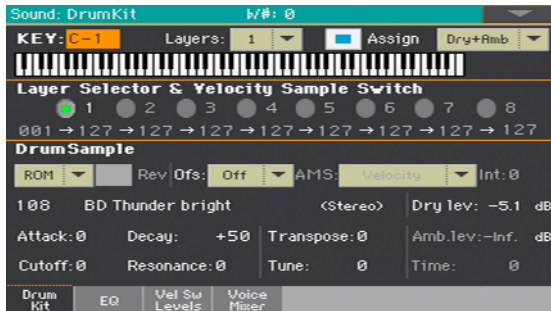 Sound: DrumKit ♭/#: 0
KEY: C-1 Layers: 1 Assign Dry+Amb
Layer Selector & Velocity Sample Switch
1 2 3 4 5 6 7 8
001 → 127 → 127 → 127 → 127 → 127 → 127 → 127 → 127
DrumSample
ROM Rev Ofs: Off AMS: Velocity Int: 0
108 BD Thunder bright (Stereo) Dry lev: -5.1 dB
Attack: 0 Decay: +50 Transpose: 0 Amb.lev: -Inf. dB
Cutoff: 0 Resonance: 0 Tune: 0 Time: 0
Drum Kit EQ Vel Sw Levels Voice Mixer